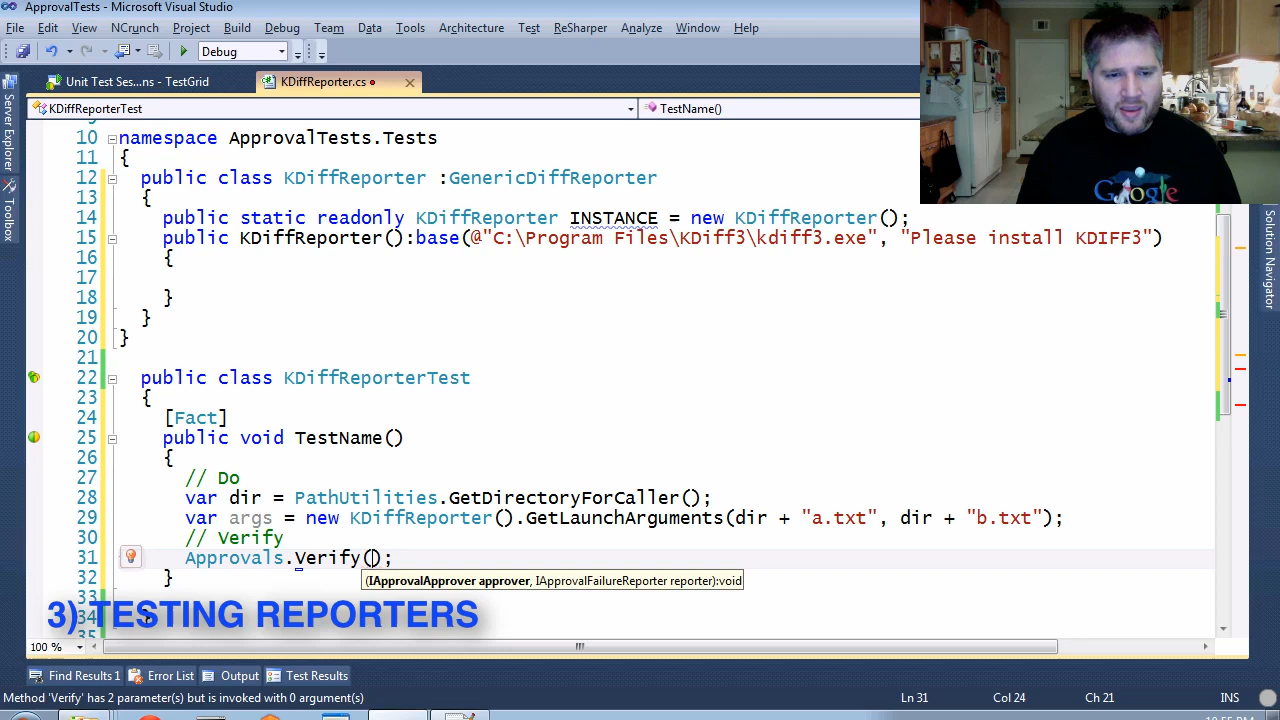 ApprovalTests - Microsoft Visual Studio
File Edit View NCrunch Project Build Debug Team Data Tools Architecture Test ReSharper Analyze Window Help
Debug
Unit Test Ses...ns - TestGrid
KDiffReporter.cs
KDiffReporterTest
TestName()
Server Explorer
Toolbox
Solution Navigator
10 namespace ApprovalTests.Tests
11 {
12 public class KDiffReporter :GenericDiffReporter
13 {
14 public static readonly KDiffReporter INSTANCE = new KDiffReporter();
15 public KDiffReporter():base(@"C:\Program Files\KDiff3\kdiff3.exe", "Please install KDIFF3")
16 {
17
18 }
19 }
20 }
21
22 public class KDiffReporterTest
23 {
24 [Fact]
25 public void TestName()
26 {
27 // Do
28 var dir = PathUtilities.GetDirectoryForCaller();
29 var args = new KDiffReporter().GetLaunchArguments(dir + "a.txt", dir + "b.txt");
30 // Verify
31 Approvals.Verify();
32 }
(IApprovalApprover approver, IApprovalFailureReporter reporter):void
33
34
35
3) TESTING REPORTERS
100 %
Find Results 1 Error List Output Test Results
Method 'Verify' has 2 parameter(s) but is invoked with 0 argument(s)
Ln 31 Col 24 Ch 21 INS
Google